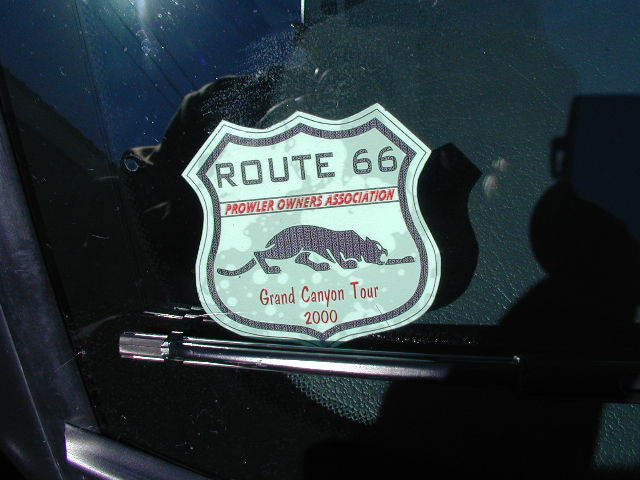 ROUTE 66
PROWLER OWNERS ASSOCIATION
Grand Canyon Tour
2000